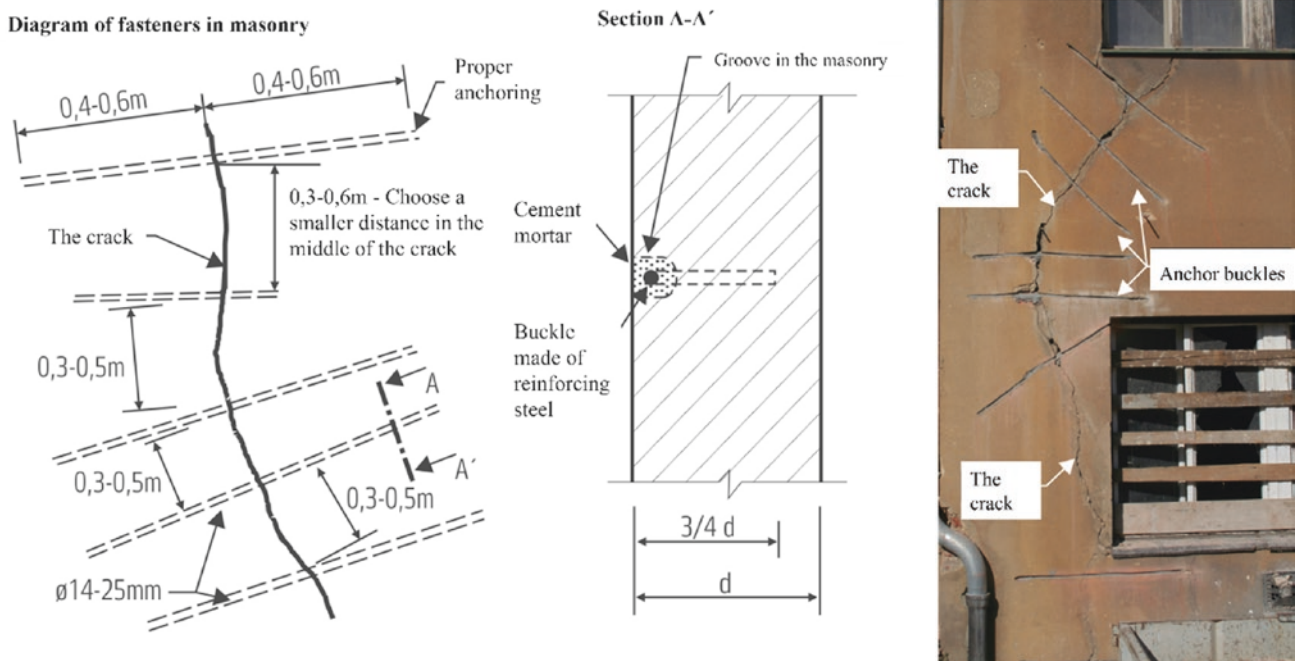 Diagram of fasteners in masonry
0,4-0,6m
0,4-0,6m
Proper
anchoring
0,3-0,6m - Choose a
smaller distance in the
middle of the crack
The crack
0,3-0,5m
A
A´
0,3-0,5m
0,3-0,5m
ø14-25mm
Section A-A´
Groove in the masonry
Cement
mortar
Buckle
made of
reinforcing
steel
3/4 d
d
The
crack
Anchor buckles
The
crack